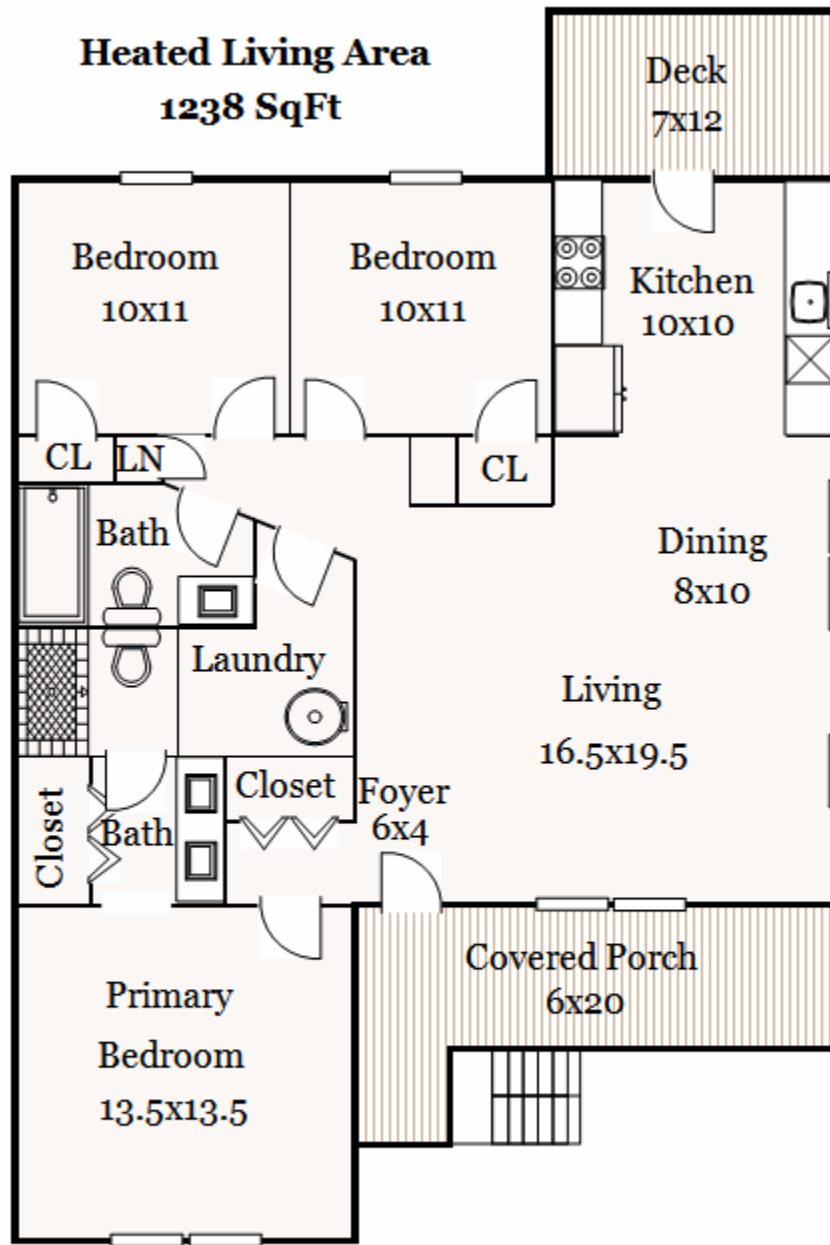 Heated Living Area
1238 SqFt
Deck
7x12
Bedroom
10x11
Bedroom
10x11
Kitchen
10x10
CL
LN
CL
Bath
Dining
8x10
Laundry
Living
16.5x19.5
Closet
Closet
Foyer
6x4
Bath
Covered Porch
6x20
Primary
Bedroom
13.5x13.5